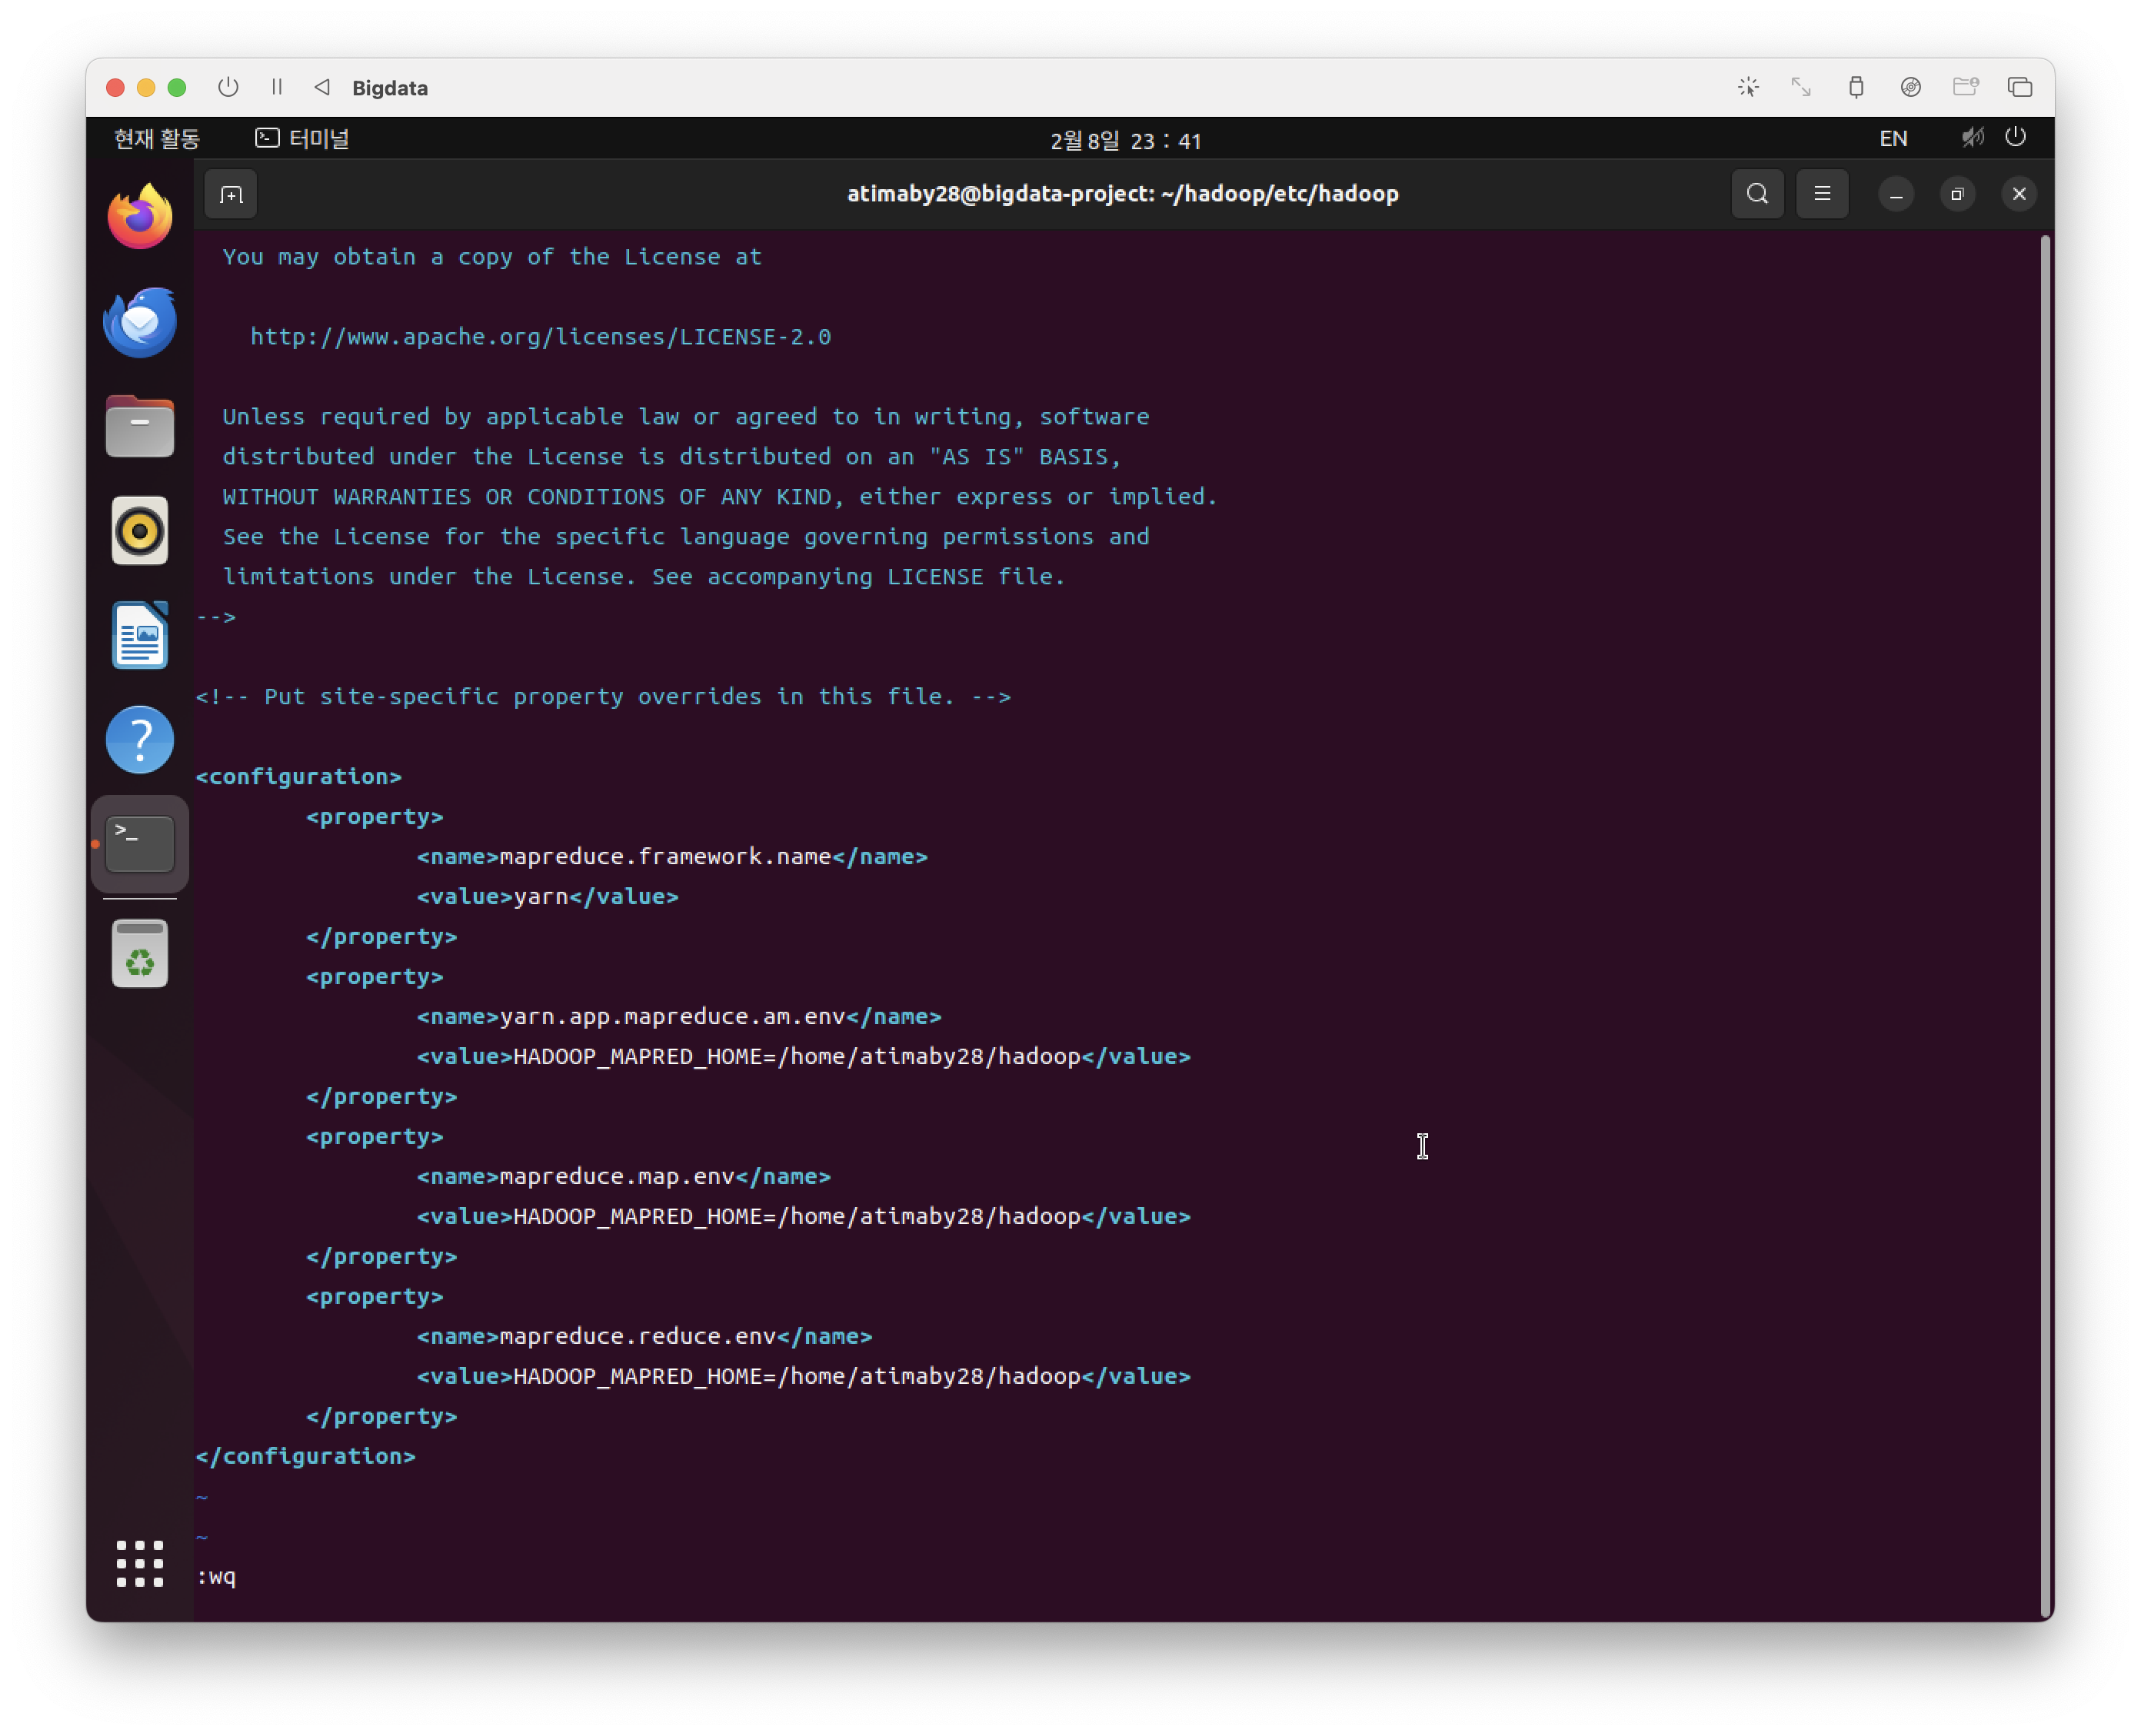 Bigdata
현재 활동
터미널
2월 8일 23 : 41
EN
atimaby28@bigdata-project: ~/hadoop/etc/hadoop
You may obtain a copy of the License at
http://www.apache.org/licenses/LICENSE-2.0
Unless required by applicable law or agreed to in writing, software
distributed under the License is distributed on an "AS IS" BASIS,
WITHOUT WARRANTIES OR CONDITIONS OF ANY KIND, either express or implied.
See the License for the specific language governing permissions and
limitations under the License. See accompanying LICENSE file.
-->
<!-- Put site-specific property overrides in this file. -->
<configuration>
<property>
<name>mapreduce.framework.name</name>
<value>yarn</value>
</property>
<property>
<name>yarn.app.mapreduce.am.env</name>
<value>HADOOP_MAPRED_HOME=/home/atimaby28/hadoop</value>
</property>
<property>
<name>mapreduce.map.env</name>
<value>HADOOP_MAPRED_HOME=/home/atimaby28/hadoop</value>
</property>
<property>
<name>mapreduce.reduce.env</name>
<value>HADOOP_MAPRED_HOME=/home/atimaby28/hadoop</value>
</property>
</configuration>
~
~
:wq